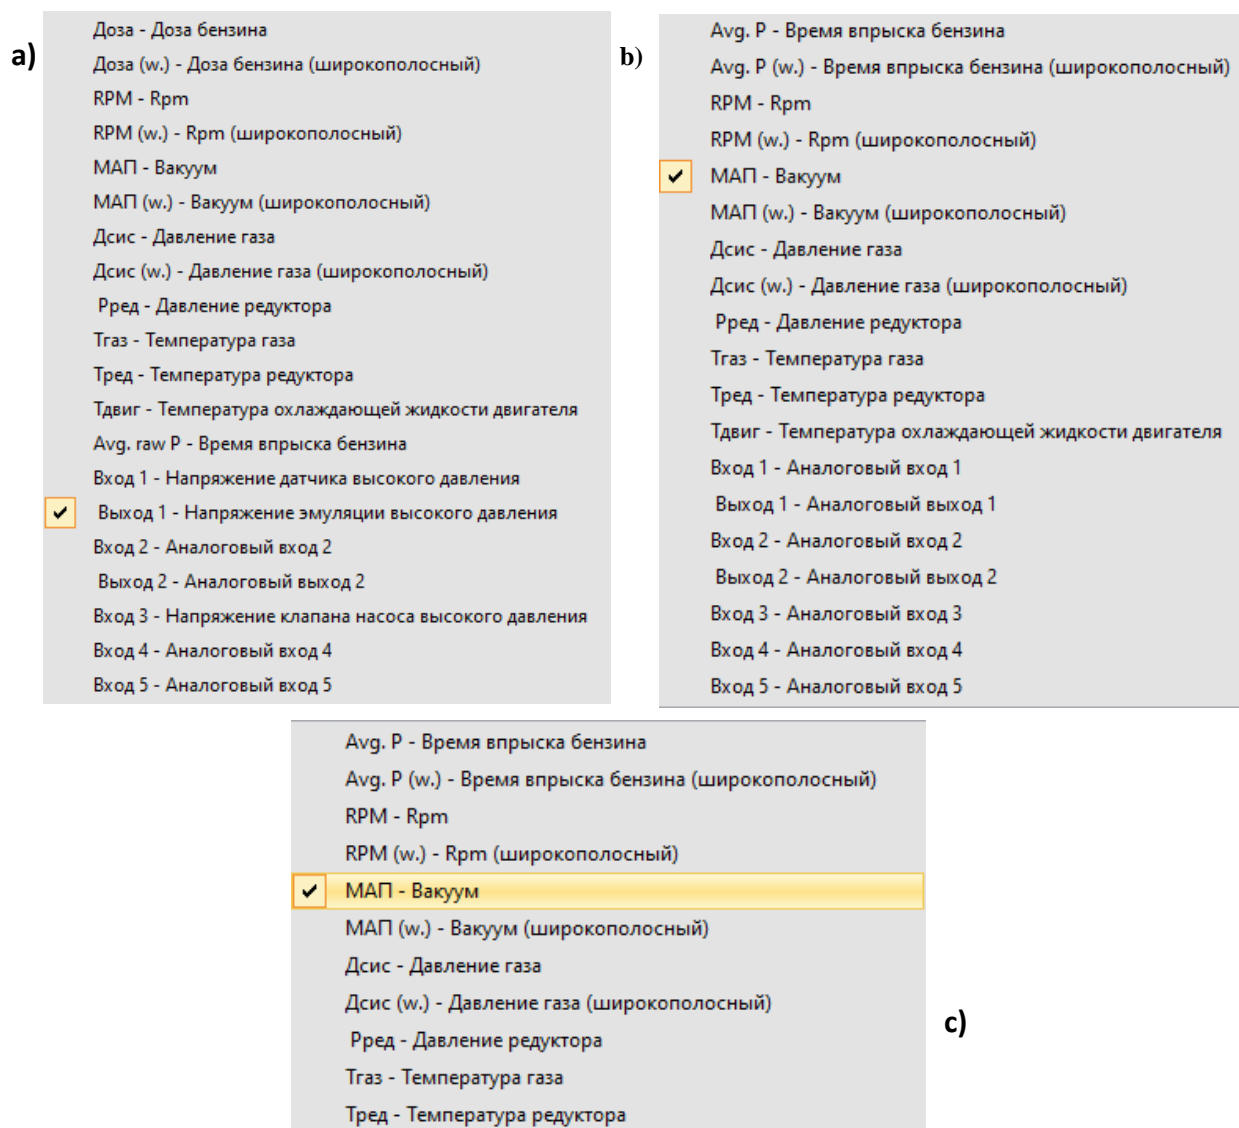 a)
Доза - Доза бензина
Доза (w.) - Доза бензина (широкополосный)
RPM - Rpm
RPM (w.) - Rpm (широкополосный)
МАП - Вакуум
МАП (w.) - Вакуум (широкополосный)
Дсис - Давление газа
Дсис (w.) - Давление газа (широкополосный)
Рред - Давление редуктора
Тгаз - Температура газа
Тред - Температура редуктора
Тдвиг - Температура охлаждающей жидкости двигателя
Avg. raw P - Время впрыска бензина
Вход 1 - Напряжение датчика высокого давления
Выход 1 - Напряжение эмуляции высокого давления
Вход 2 - Аналоговый вход 2
Выход 2 - Аналоговый выход 2
Вход 3 - Напряжение клапана насоса высокого давления
Вход 4 - Аналоговый вход 4
Вход 5 - Аналоговый вход 5
b)
Avg. P - Время впрыска бензина
Avg. P (w.) - Время впрыска бензина (широкополосный)
RPM - Rpm
RPM (w.) - Rpm (широкополосный)
МАП - Вакуум
МАП (w.) - Вакуум (широкополосный)
Дсис - Давление газа
Дсис (w.) - Давление газа (широкополосный)
Рред - Давление редуктора
Тгаз - Температура газа
Тред - Температура редуктора
Тдвиг - Температура охлаждающей жидкости двигателя
Вход 1 - Аналоговый вход 1
Выход 1 - Аналоговый выход 1
Вход 2 - Аналоговый вход 2
Выход 2 - Аналоговый выход 2
Вход 3 - Аналоговый вход 3
Вход 4 - Аналоговый вход 4
Вход 5 - Аналоговый вход 5
Avg. P - Время впрыска бензина
Avg. P (w.) - Время впрыска бензина (широкополосный)
RPM - Rpm
RPM (w.) - Rpm (широкополосный)
МАП - Вакуум
МАП (w.) - Вакуум (широкополосный)
Дсис - Давление газа
Дсис (w.) - Давление газа (широкополосный)
Рред - Давление редуктора
Тгаз - Температура газа
Тред - Температура редуктора
c)